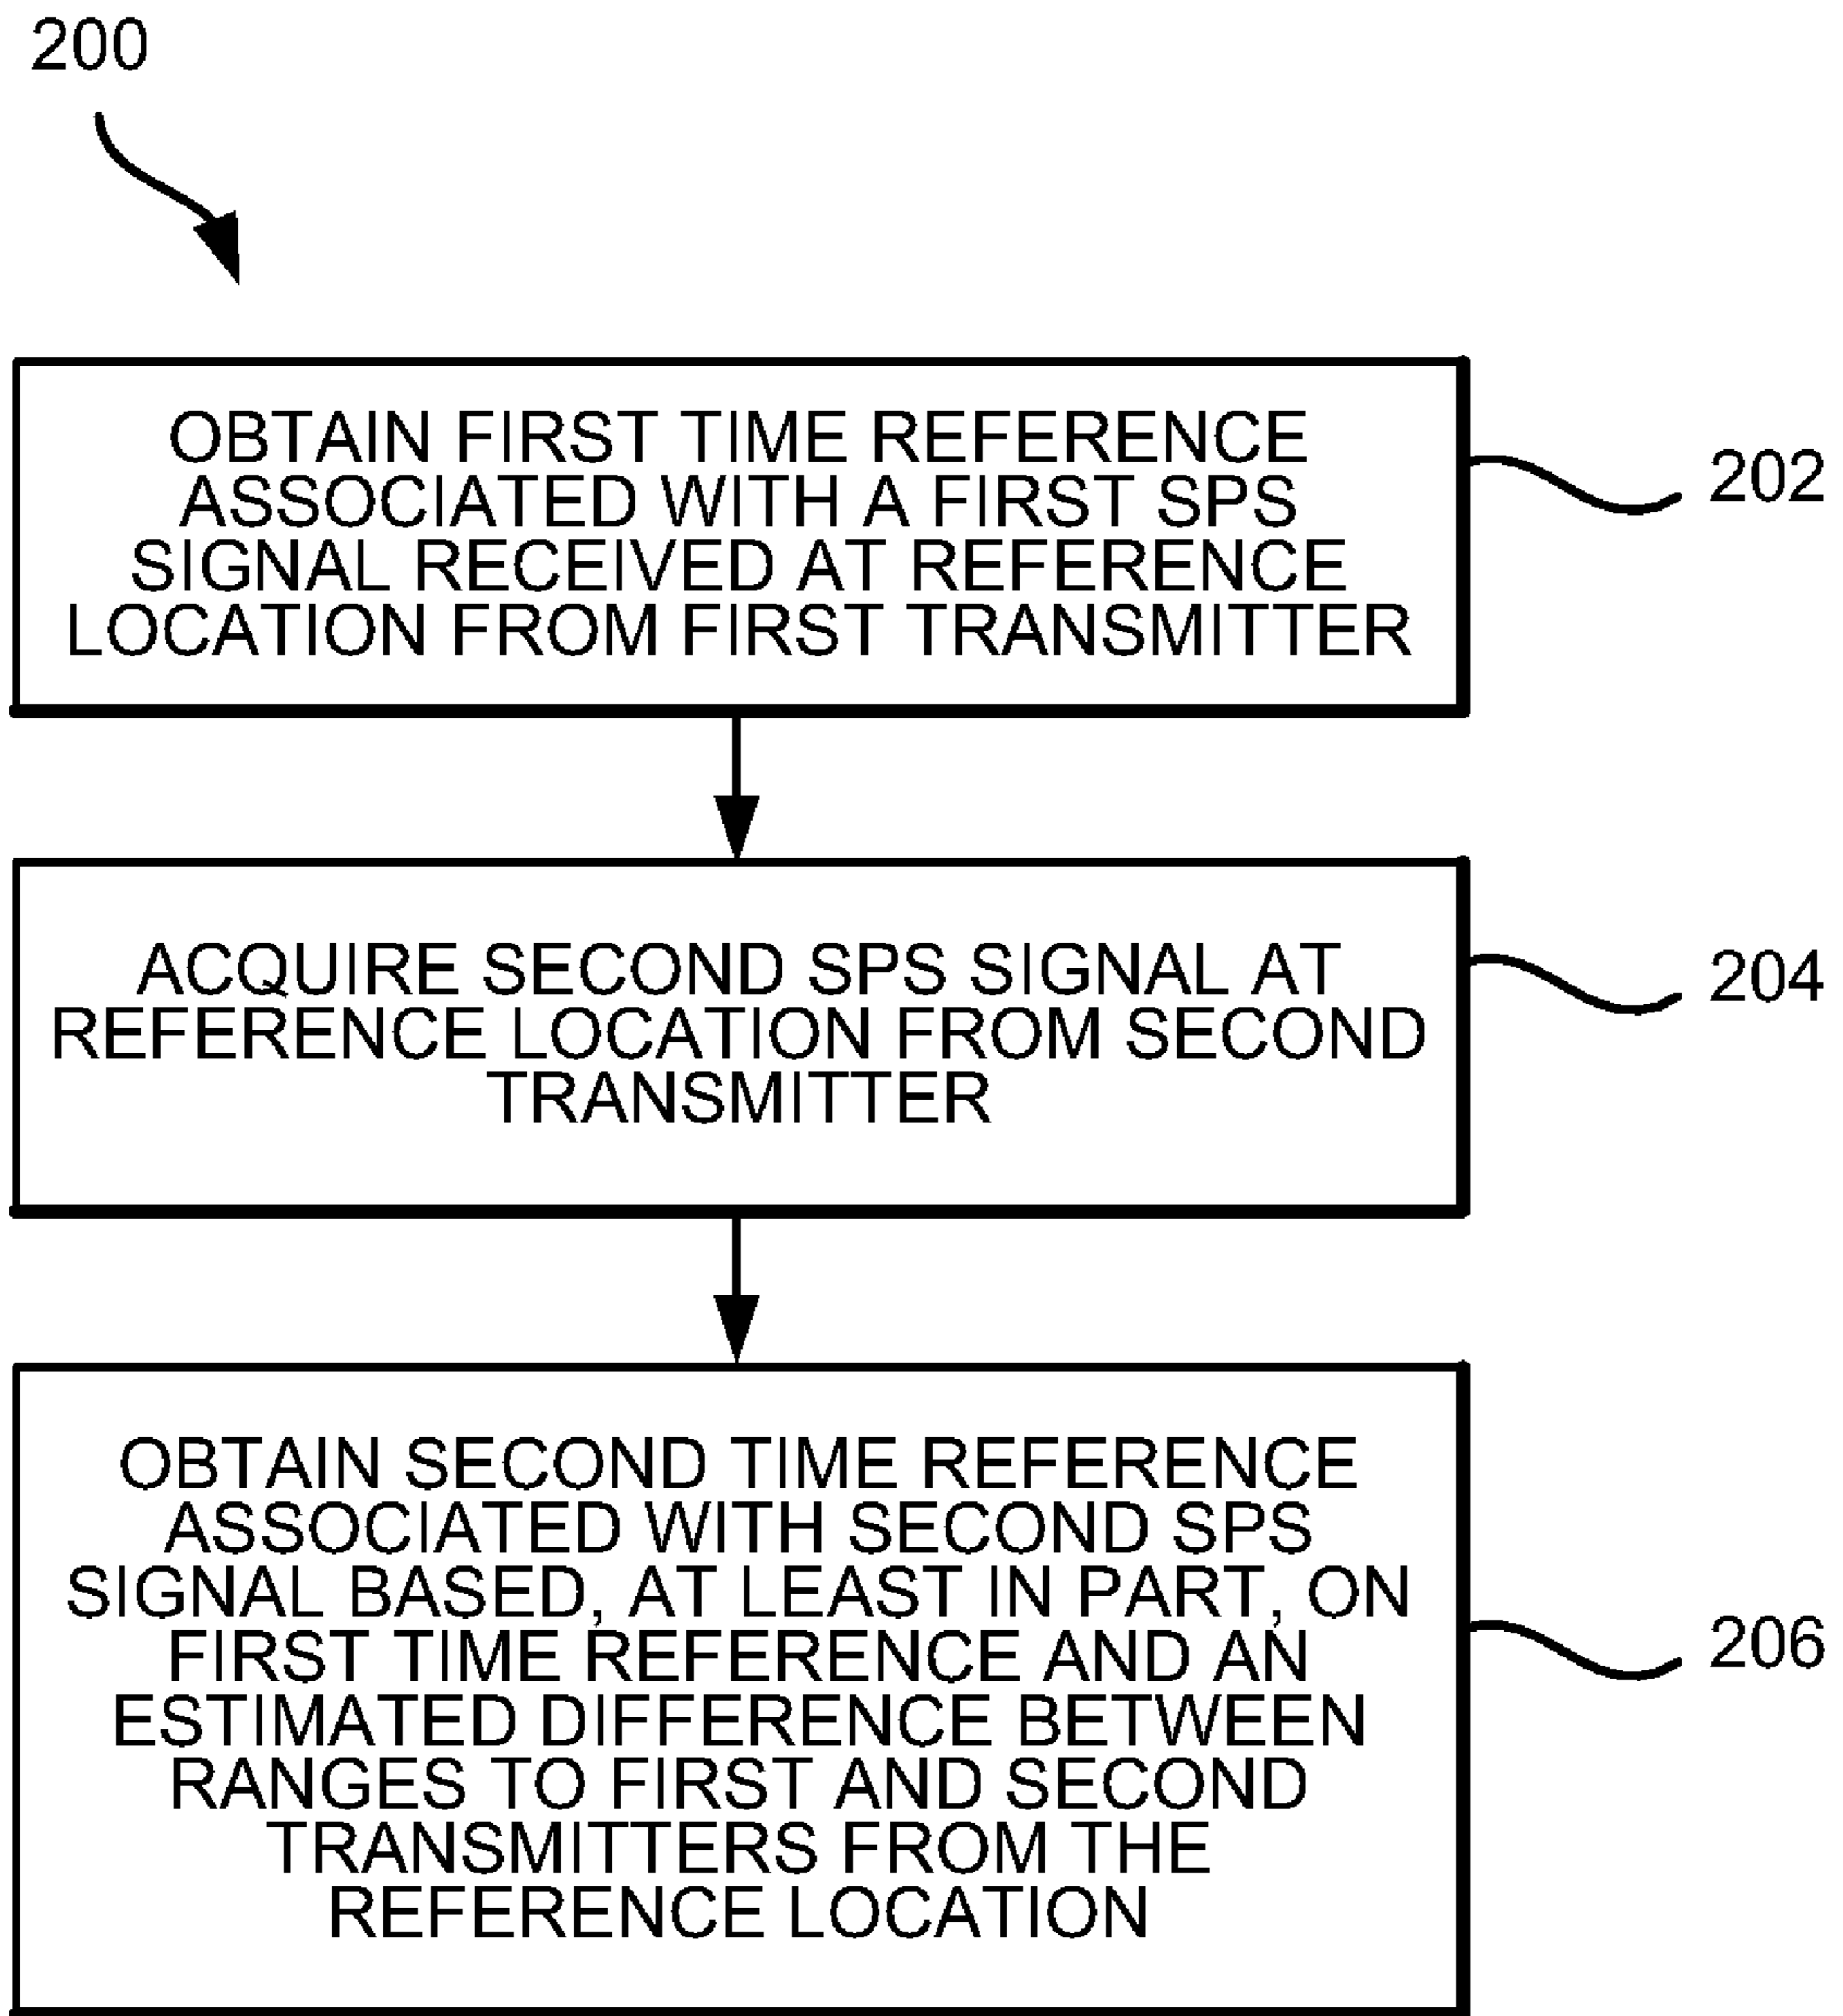 200
OBTAIN FIRST TIME REFERENCE
ASSOCIATED WITH A FIRST SPS
SIGNAL RECEIVED AT REFERENCE
LOCATION FROM FIRST TRANSMITTER
202
ACQUIRE SECOND SPS SIGNAL AT
REFERENCE LOCATION FROM SECOND
TRANSMITTER
204
OBTAIN SECOND TIME REFERENCE
ASSOCIATED WITH SECOND SPS
SIGNAL BASED, AT LEAST IN PART, ON
FIRST TIME REFERENCE AND AN
ESTIMATED DIFFERENCE BETWEEN
RANGES TO FIRST AND SECOND
TRANSMITTERS FROM THE
REFERENCE LOCATION
206